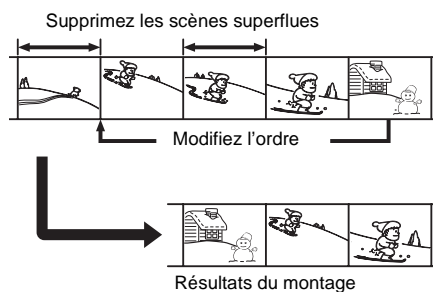 Supprimez les scènes superflues
Modifiez l'ordre
Résultats du montage